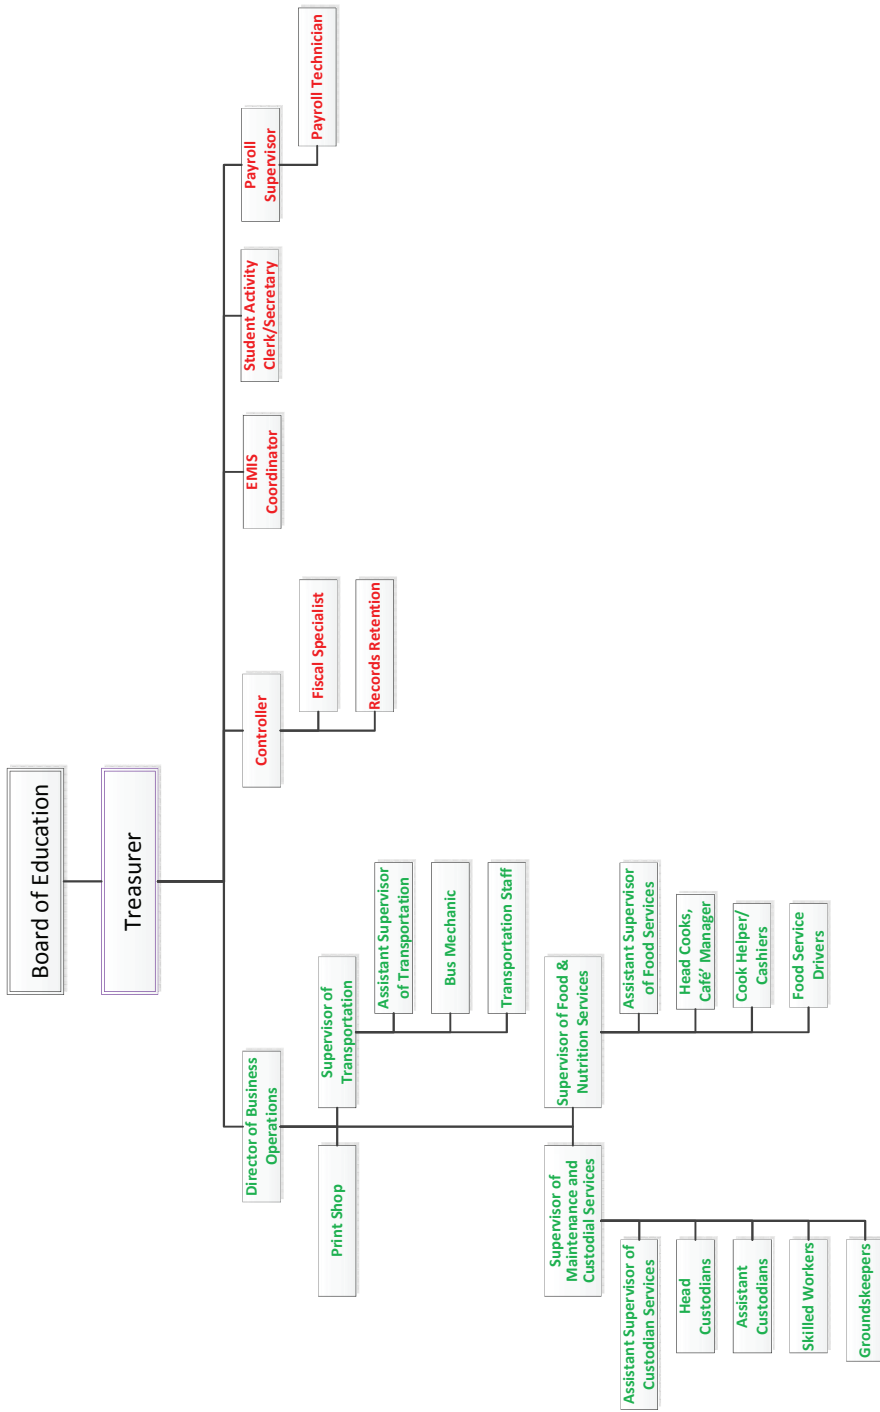 Board of Education
Treasurer
Director of Business
Operations
Controller
EMIS
Coordinator
Student Activity
Clerk/Secretary
Payroll
Supervisor
Payroll Technician
Fiscal Specialist
Records Retention
Print Shop
Supervisor of
Transportation
Assistant Supervisor
of Transportation
Bus Mechanic
Transportation Staff
Supervisor of
Maintenance and
Custodial Services
Supervisor of Food &
Nutrition Services
Assistant Supervisor of
Custodian Services
Head
Custodians
Assistant
Custodians
Skilled Workers
Groundskeepers
Assistant Supervisor
of Food Services
Head Cooks,
Café’ Manager
Cook Helper/
Cashiers
Food Service
Drivers